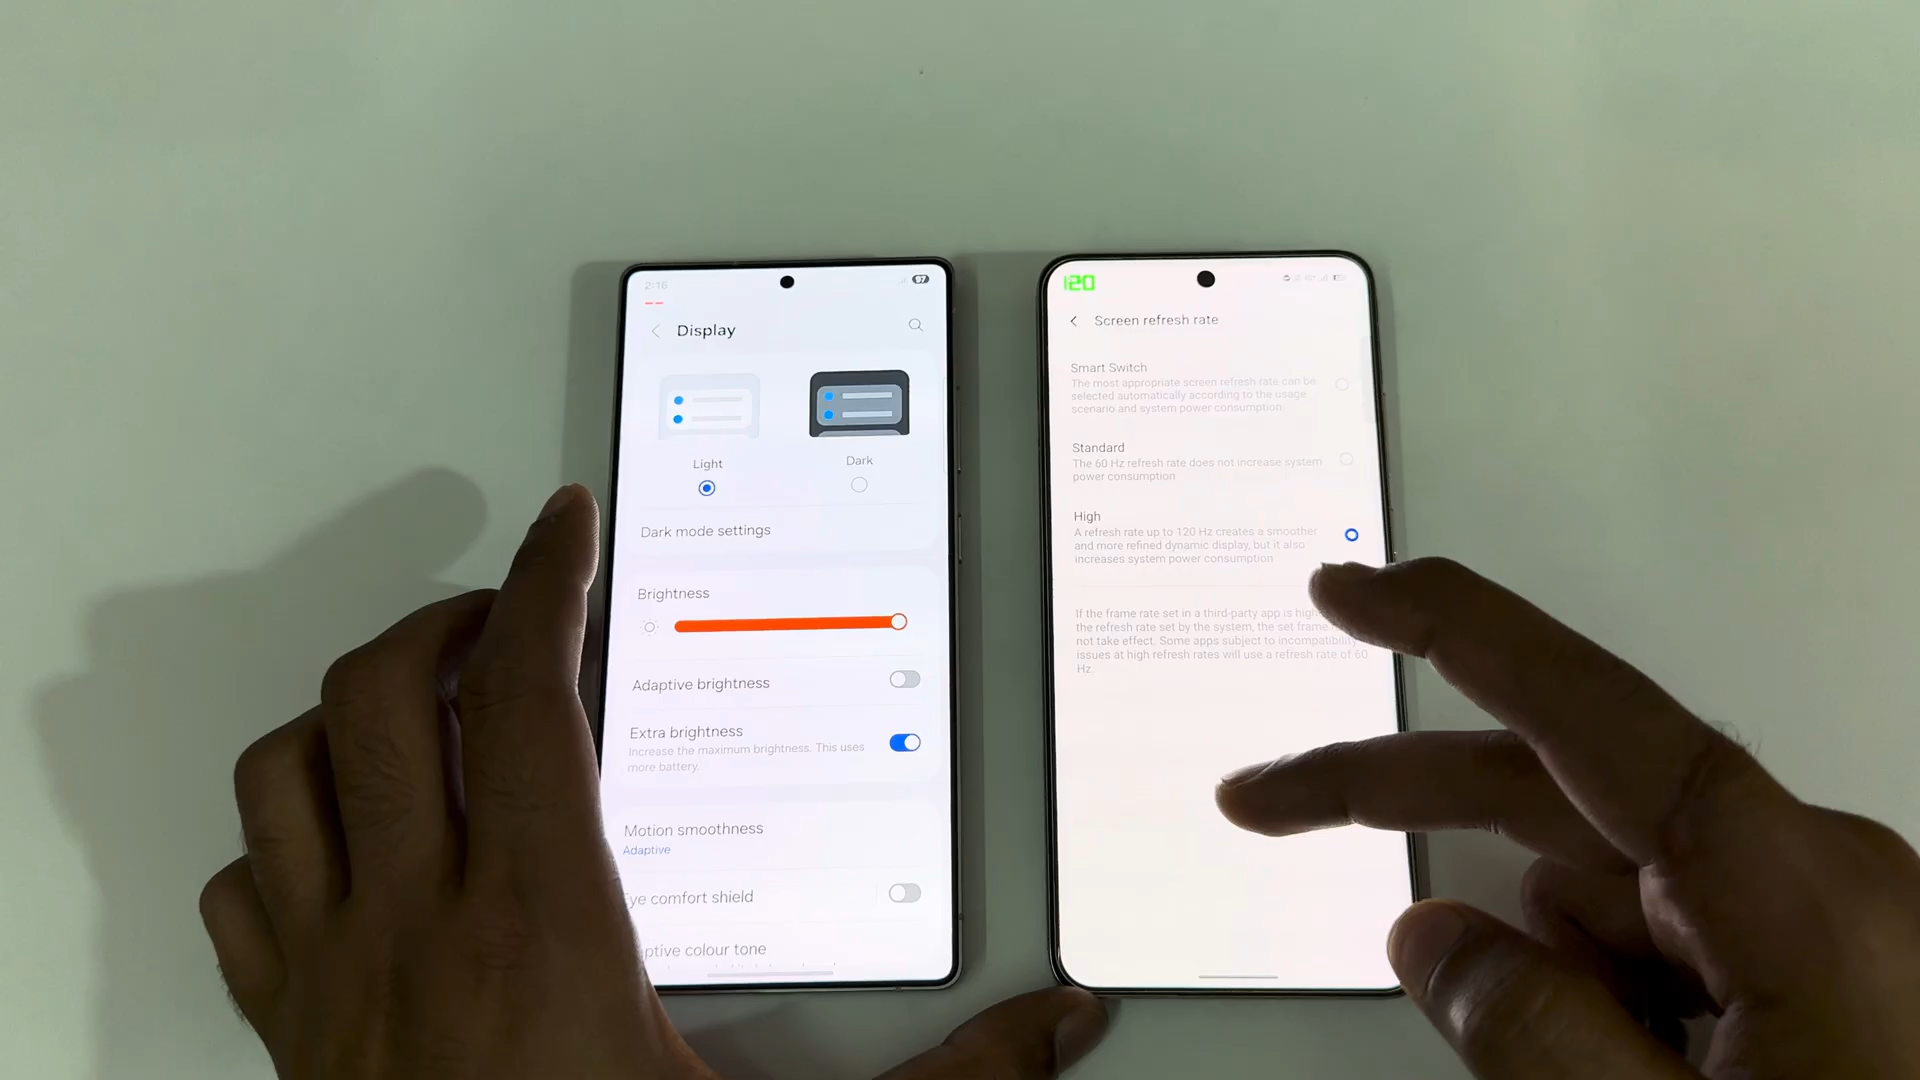 2:16
97
Display
Light
Dark
Dark mode settings
Brightness
Adaptive brightness
Extra brightness
Increase the maximum brightness. This uses
more battery.
Motion smoothness
Adaptive
ye comfort shield
ptive colour tone
120
Screen refresh rate
Smart Switch
The most appropriate screen refresh rate can be
selected automatically according to the usage
scenario and system power consumption
Standard
The 60 Hz refresh rate does not increase system
power consumption
High
A refresh rate up to 120 Hz creates a smoother
and more refined dynamic display, but it also
increases system power consumption
If the frame rate set in a third-party app is high
the refresh rate set by the system, the set frame
not take effect. Some apps subject to incompatibility
issues at high refresh rates will use a refresh rate of 60
Hz.